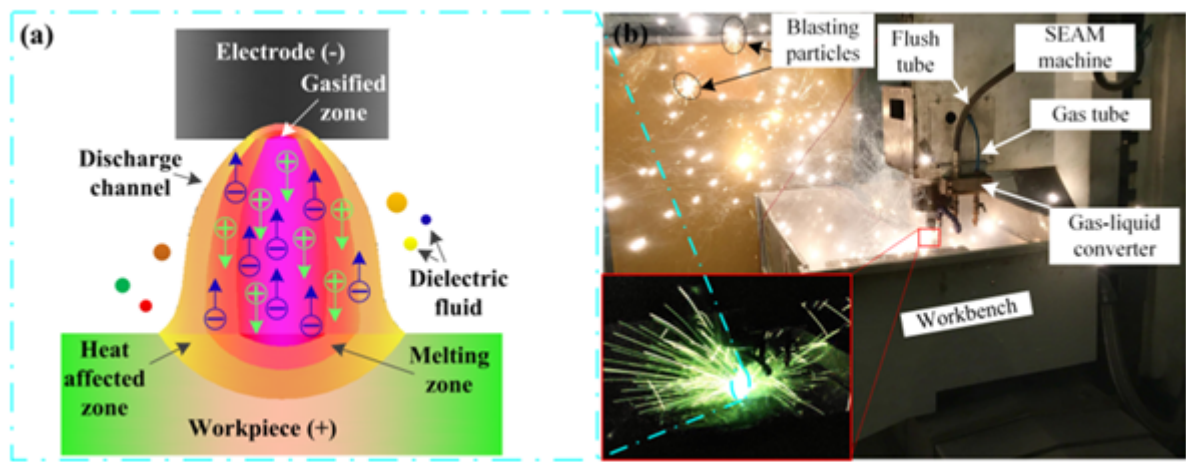 (a)
Electrode (-)
Gasified
zone
Discharge
channel
Dielectric
fluid
Heat
affected
zone
Melting
zone
Workpiece (+)
(b)
Blasting
particles
Flush
tube
SEAM
machine
Gas tube
Gas-liquid
converter
Workbench